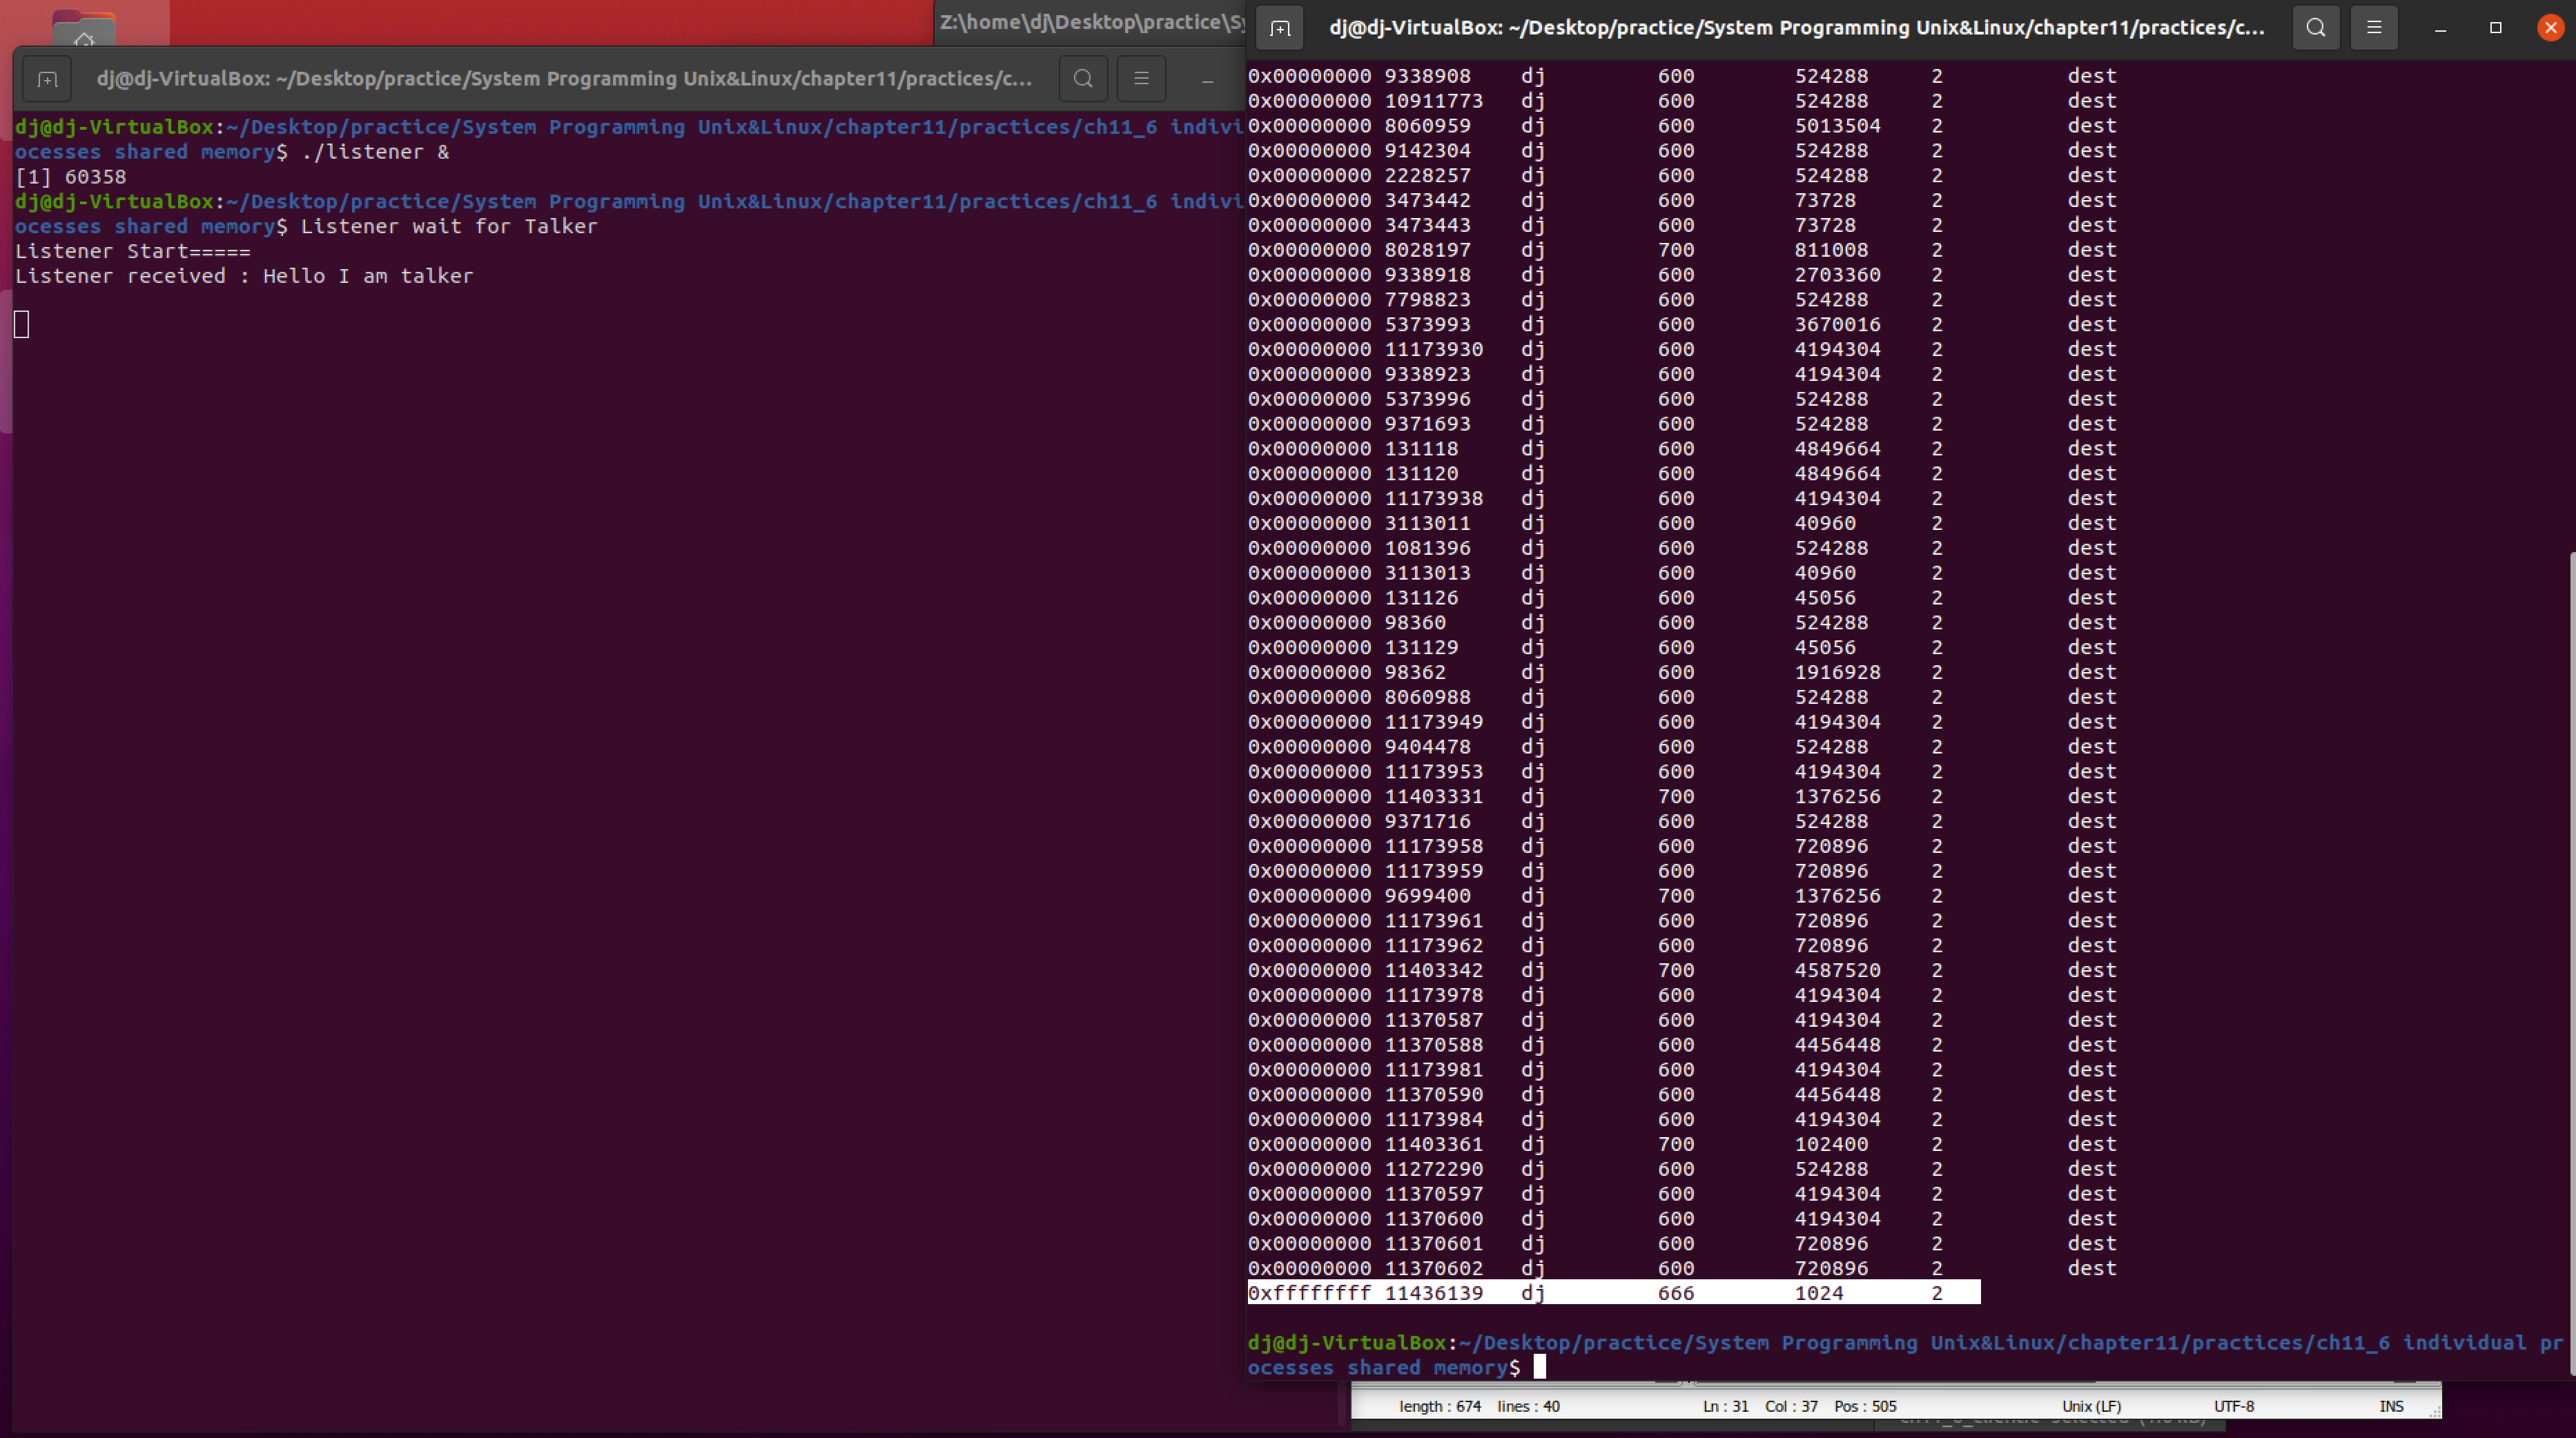 Z:\home\dj\Desktop\practice\Sy
dj@dj-VirtualBox: ~/Desktop/practice/System Programming Unix&Linux/chapter11/practices/c...
dj@dj-VirtualBox:~/Desktop/practice/System Programming Unix&Linux/chapter11/practices/ch11_6 indivi
ocesses shared memory$ ./listener &
[1] 60358
dj@dj-VirtualBox:~/Desktop/practice/System Programming Unix&Linux/chapter11/practices/ch11_6 indivi
ocesses shared memory$ Listener wait for Talker
Listener Start=====
Listener received : Hello I am talker
dj@dj-VirtualBox: ~/Desktop/practice/System Programming Unix&Linux/chapter11/practices/c...
0x00000000 9338908 dj 600 524288 2 dest
0x00000000 10911773 dj 600 524288 2 dest
0x00000000 8060959 dj 600 5013504 2 dest
0x00000000 9142304 dj 600 524288 2 dest
0x00000000 2228257 dj 600 524288 2 dest
0x00000000 3473442 dj 600 73728 2 dest
0x00000000 3473443 dj 600 73728 2 dest
0x00000000 8028197 dj 700 811008 2 dest
0x00000000 9338918 dj 600 2703360 2 dest
0x00000000 7798823 dj 600 524288 2 dest
0x00000000 5373993 dj 600 3670016 2 dest
0x00000000 11173930 dj 600 4194304 2 dest
0x00000000 9338923 dj 600 4194304 2 dest
0x00000000 5373996 dj 600 524288 2 dest
0x00000000 9371693 dj 600 524288 2 dest
0x00000000 131118 dj 600 4849664 2 dest
0x00000000 131120 dj 600 4849664 2 dest
0x00000000 11173938 dj 600 4194304 2 dest
0x00000000 3113011 dj 600 40960 2 dest
0x00000000 1081396 dj 600 524288 2 dest
0x00000000 3113013 dj 600 40960 2 dest
0x00000000 131126 dj 600 45056 2 dest
0x00000000 98360 dj 600 524288 2 dest
0x00000000 131129 dj 600 45056 2 dest
0x00000000 98362 dj 600 1916928 2 dest
0x00000000 8060988 dj 600 524288 2 dest
0x00000000 11173949 dj 600 4194304 2 dest
0x00000000 9404478 dj 600 524288 2 dest
0x00000000 11173953 dj 600 4194304 2 dest
0x00000000 11403331 dj 700 1376256 2 dest
0x00000000 9371716 dj 600 524288 2 dest
0x00000000 11173958 dj 600 720896 2 dest
0x00000000 11173959 dj 600 720896 2 dest
0x00000000 9699400 dj 700 1376256 2 dest
0x00000000 11173961 dj 600 720896 2 dest
0x00000000 11173962 dj 600 720896 2 dest
0x00000000 11403342 dj 700 4587520 2 dest
0x00000000 11173978 dj 600 4194304 2 dest
0x00000000 11370587 dj 600 4194304 2 dest
0x00000000 11370588 dj 600 4456448 2 dest
0x00000000 11173981 dj 600 4194304 2 dest
0x00000000 11370590 dj 600 4456448 2 dest
0x00000000 11173984 dj 600 4194304 2 dest
0x00000000 11403361 dj 700 102400 2 dest
0x00000000 11272290 dj 600 524288 2 dest
0x00000000 11370597 dj 600 4194304 2 dest
0x00000000 11370600 dj 600 4194304 2 dest
0x00000000 11370601 dj 600 720896 2 dest
0x00000000 11370602 dj 600 720896 2 dest
0xffffffff 11436139 dj 666 1024 2
dj@dj-VirtualBox:~/Desktop/practice/System Programming Unix&Linux/chapter11/practices/ch11_6 individual pr
ocesses shared memory$
length : 674 lines : 40 Ln : 31 Col : 37 Pos : 505 Unix (LF) UTF-8 INS